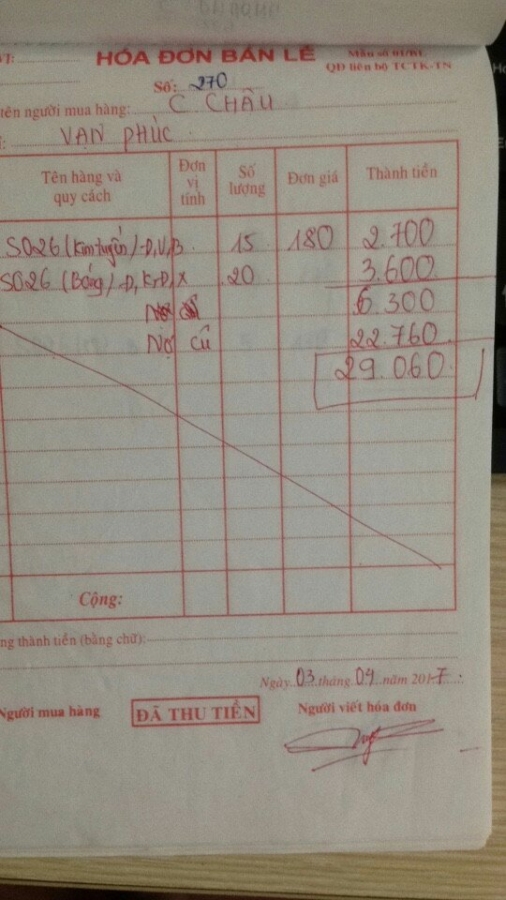 HÓA ĐƠN BÁN LẺ
Mẫu số 01/BL
QĐ liên bộ TCTK-TN
Số: 270
tên người mua hàng: C CHÂU
VẠN PHÚC
Tên hàng và quy cách Đơn vị tính Số lượng Đơn giá Thành tiền
SO26 (Kim tuyến) - Đ,V,B 15 180 2.700
SO26 (Bóng) - Đ, KrD, X 20 3.600
6.300
Nợ cũ 22.760
29.060
Cộng:
ng thành tiền (bằng chữ):
Ngày 03 tháng 04 năm 2017
Người mua hàng ĐÃ THU TIỀN Người viết hóa đơn